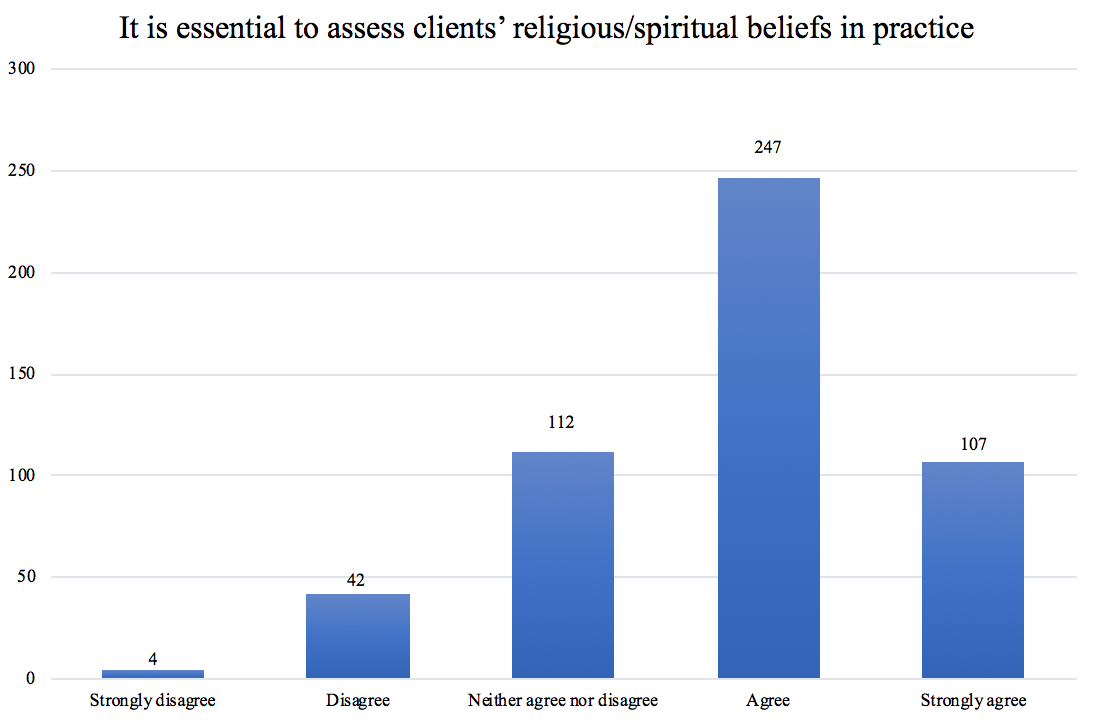 It is essential to assess clients’ religious/spiritual beliefs in practice
300
250
200
150
100
50
0
4
42
112
247
107
Strongly disagree
Disagree
Neither agree nor disagree
Agree
Strongly agree